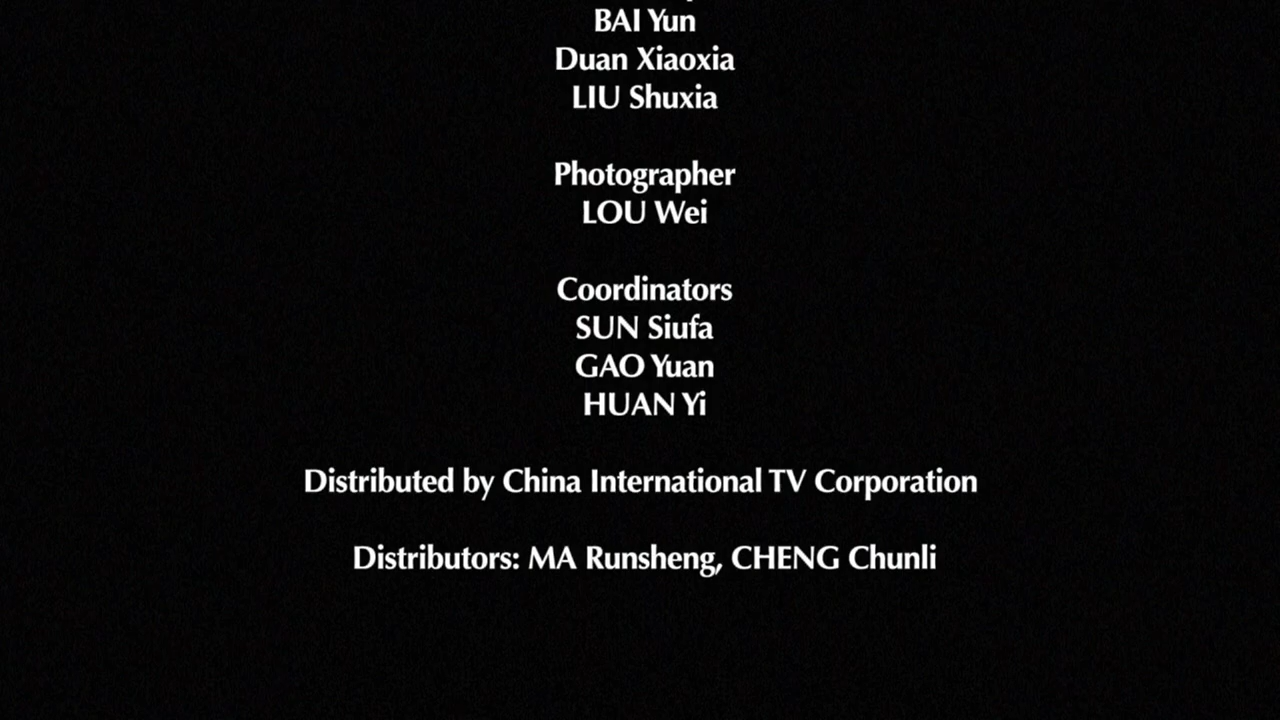 BAI Yun
Duan Xiaoxia
LIU Shuxia
Photographer
LOU Wei
Coordinators
SUN Siufa
GAO Yuan
HUAN Yi
Distributed by China International TV Corporation
Distributors: MA Runsheng, CHENG Chunli